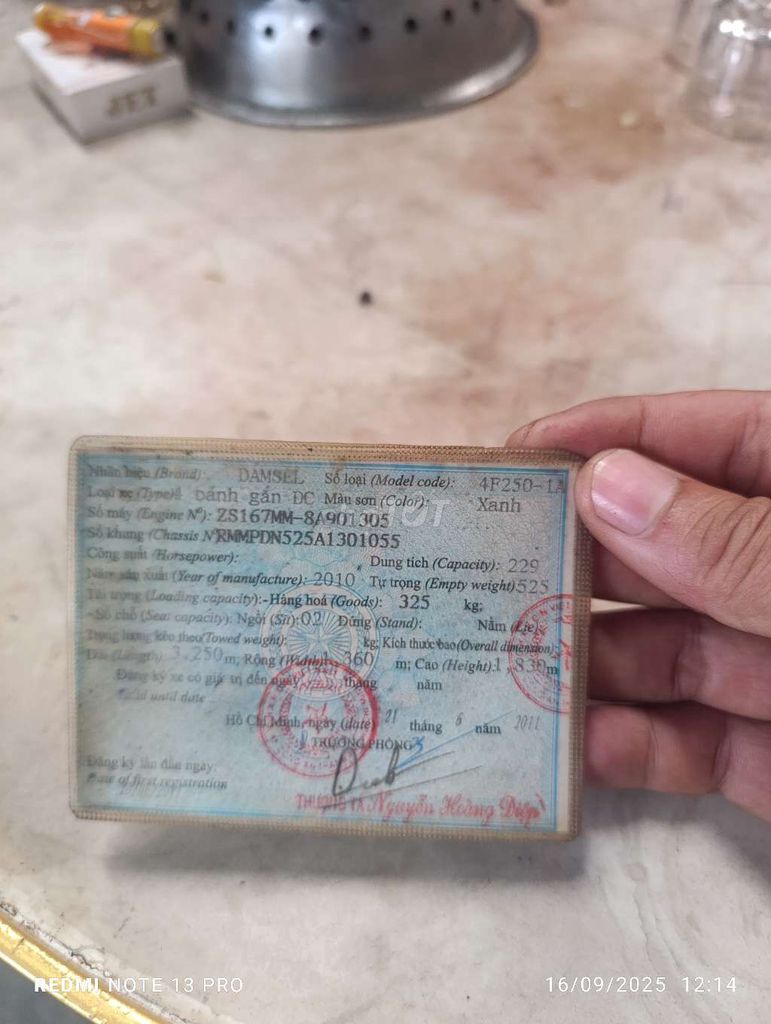 JET
Nhãn hiệu (Brand): DAMSEL Số loại (Model code): 4F250-1A
Loại xe (Type) 4 bánh gắn ĐC Màu sơn (Color): Xanh
Số máy (Engine Nº): ZS167MM-8A901305
Số khung (Chassis Nº) RMMPDN525A1301055
Công suất (Horsepower): Dung tích (Capacity): 229
Năm sản xuất (Year of manufacture): 2010 Tự trọng (Empty weight) 525
Tải trọng (Loading capacity):-Hàng hoá (Goods): 325 kg;
-Số chỗ (Seat capacity): Ngồi (Sit): 02 Đứng (Stand): Nằm (Lie)
Trọng lượng kéo theo (Towed weight): kg; Kích thước bao (Overall dimension)
Dài (Length): 3.250 m; Rộng (Width) 1,360 m; Cao (Height): 1,830m
Đăng ký xe có giá trị đến ngày tháng năm
Valid until date
Hồ Chí Minh, ngày (date) 21 tháng 6 năm 2011
TRƯỞNG PHÒNG
Đăng ký lần đầu ngày:
Date of first registration
THƯỢNG TÁ Nguyễn Hoàng Điệp
REDMI NOTE 13 PRO
16/09/2025 12:14